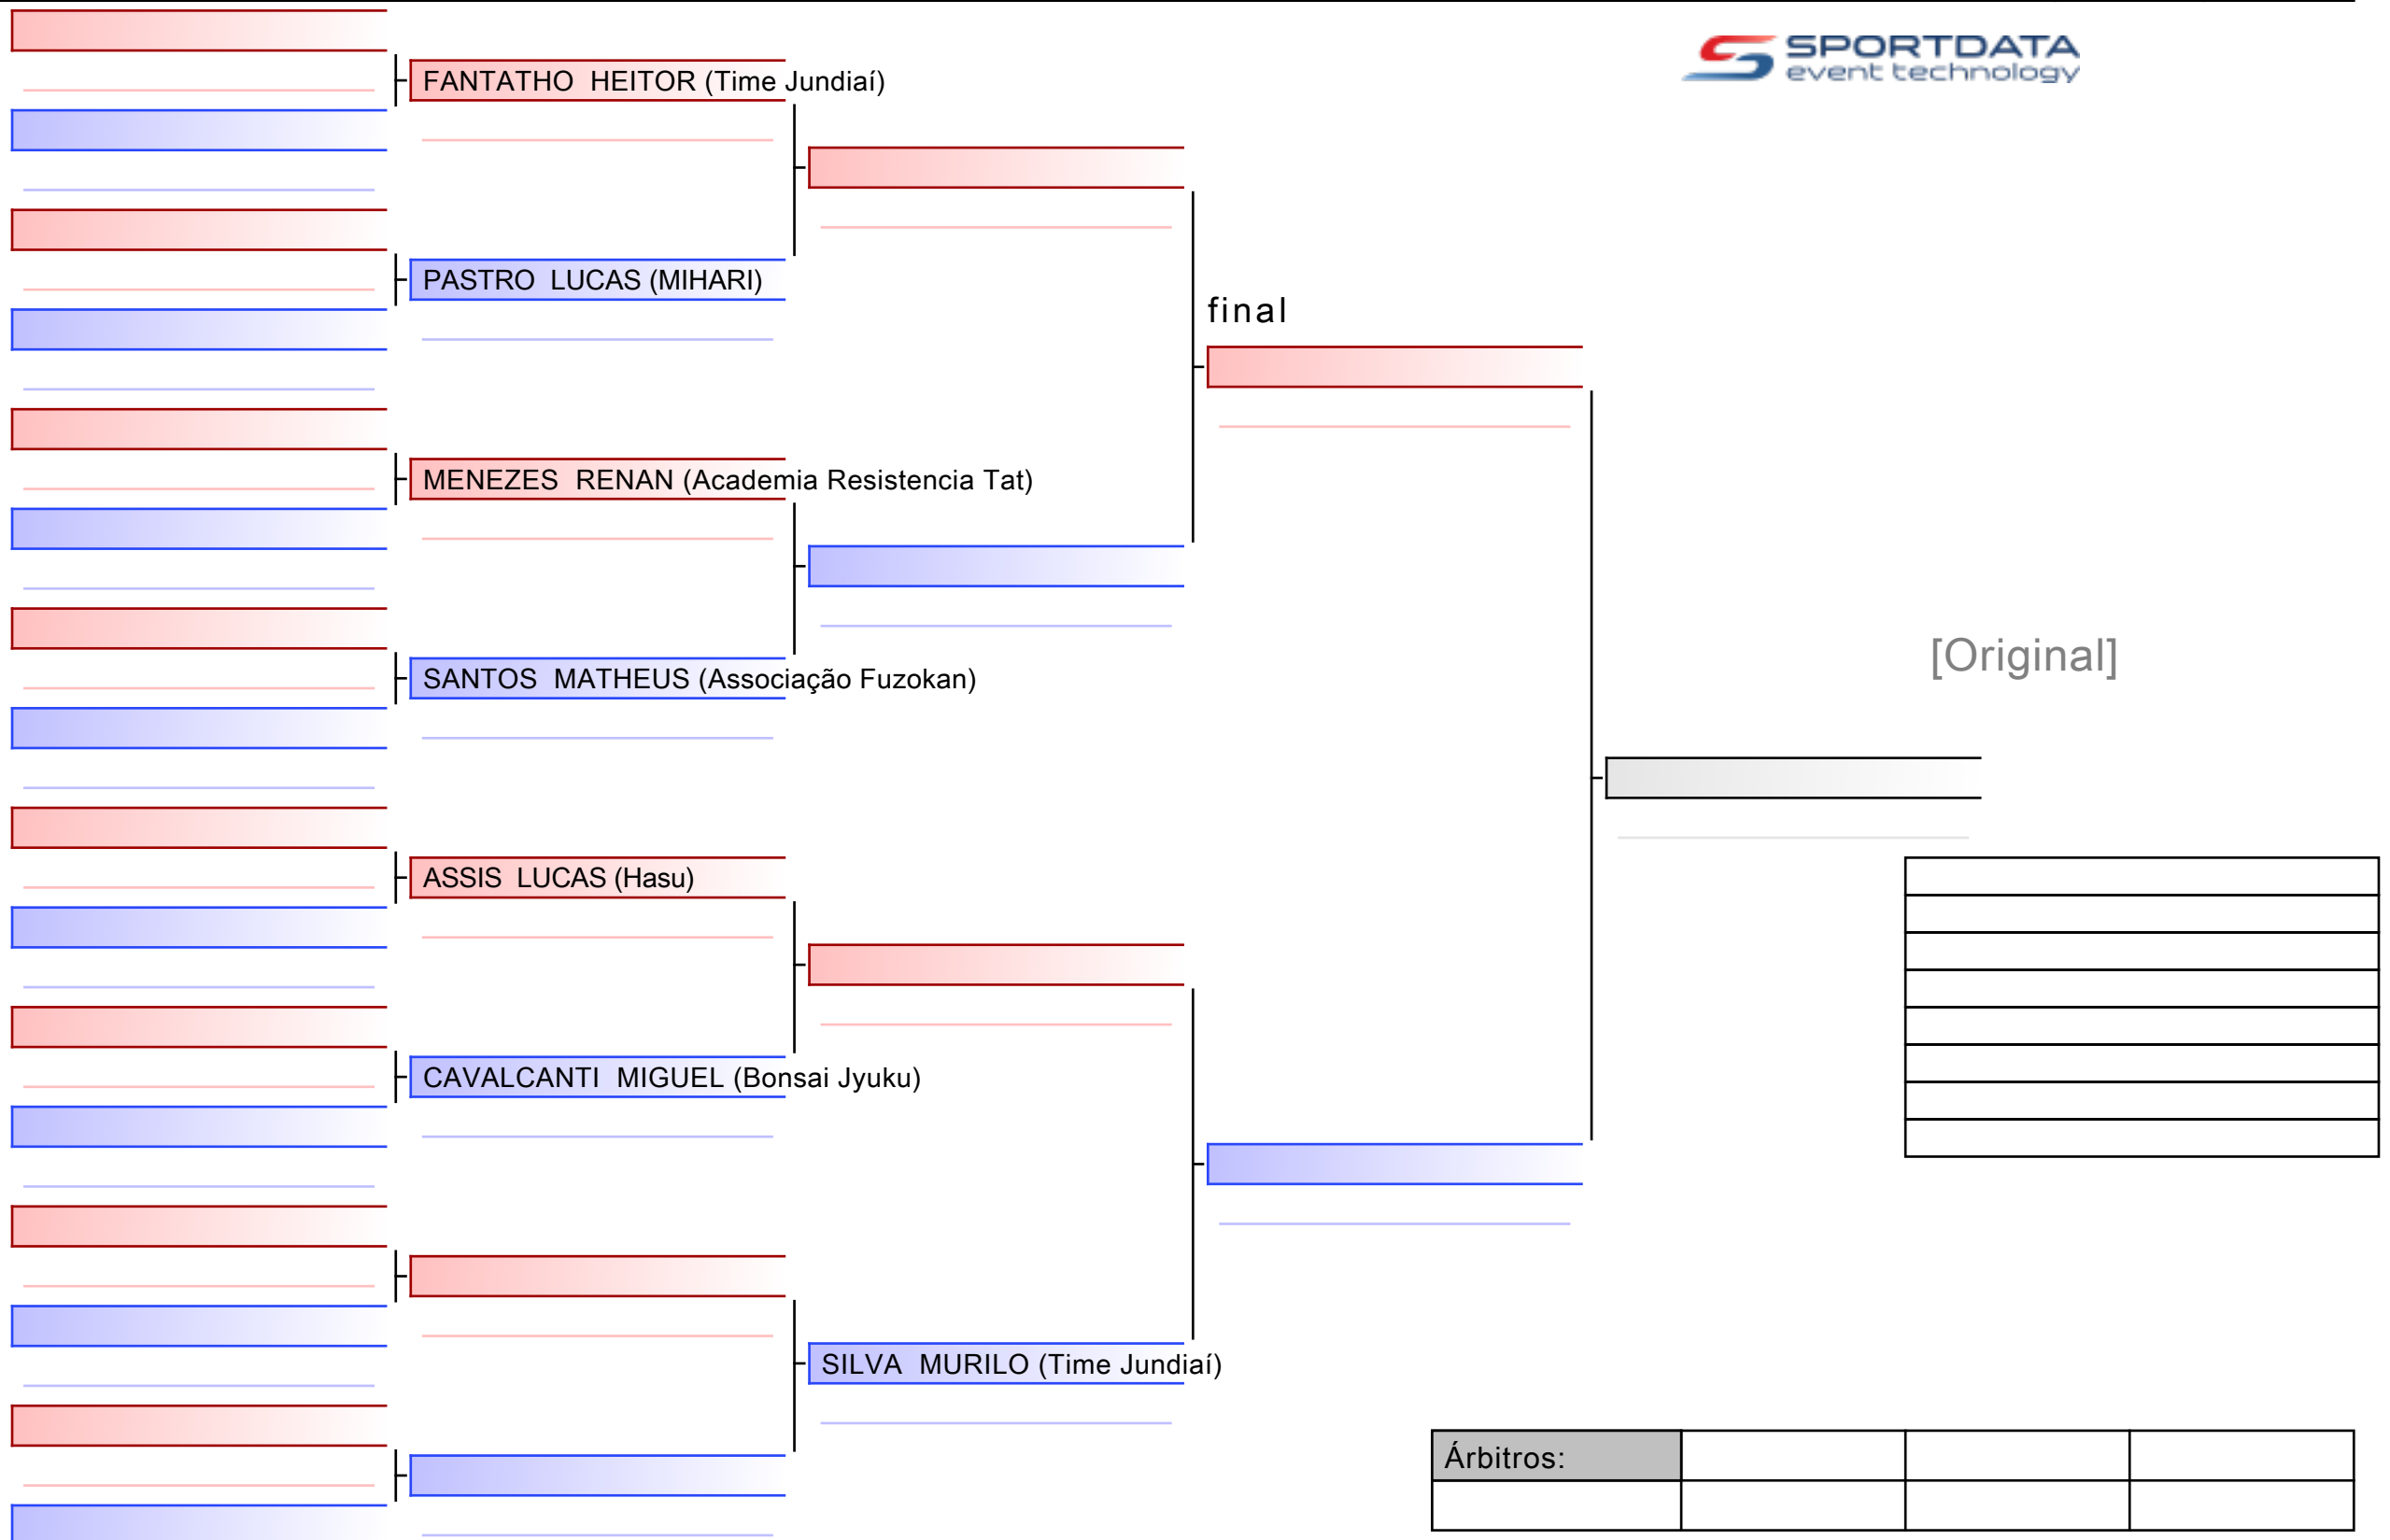 SPORTDATA
event technology
FANTATHO HEITOR (Time Jundiaí)
PASTRO LUCAS (MIHARI)
final
MENEZES RENAN (Academia Resistencia Tat)
[Original]
SANTOS MATHEUS (Associação Fuzokan)
ASSIS LUCAS (Hasu)
CAVALCANTI MIGUEL (Bonsai Jyuku)
SILVA MURILO (Time Jundiaí)
Árbitros: